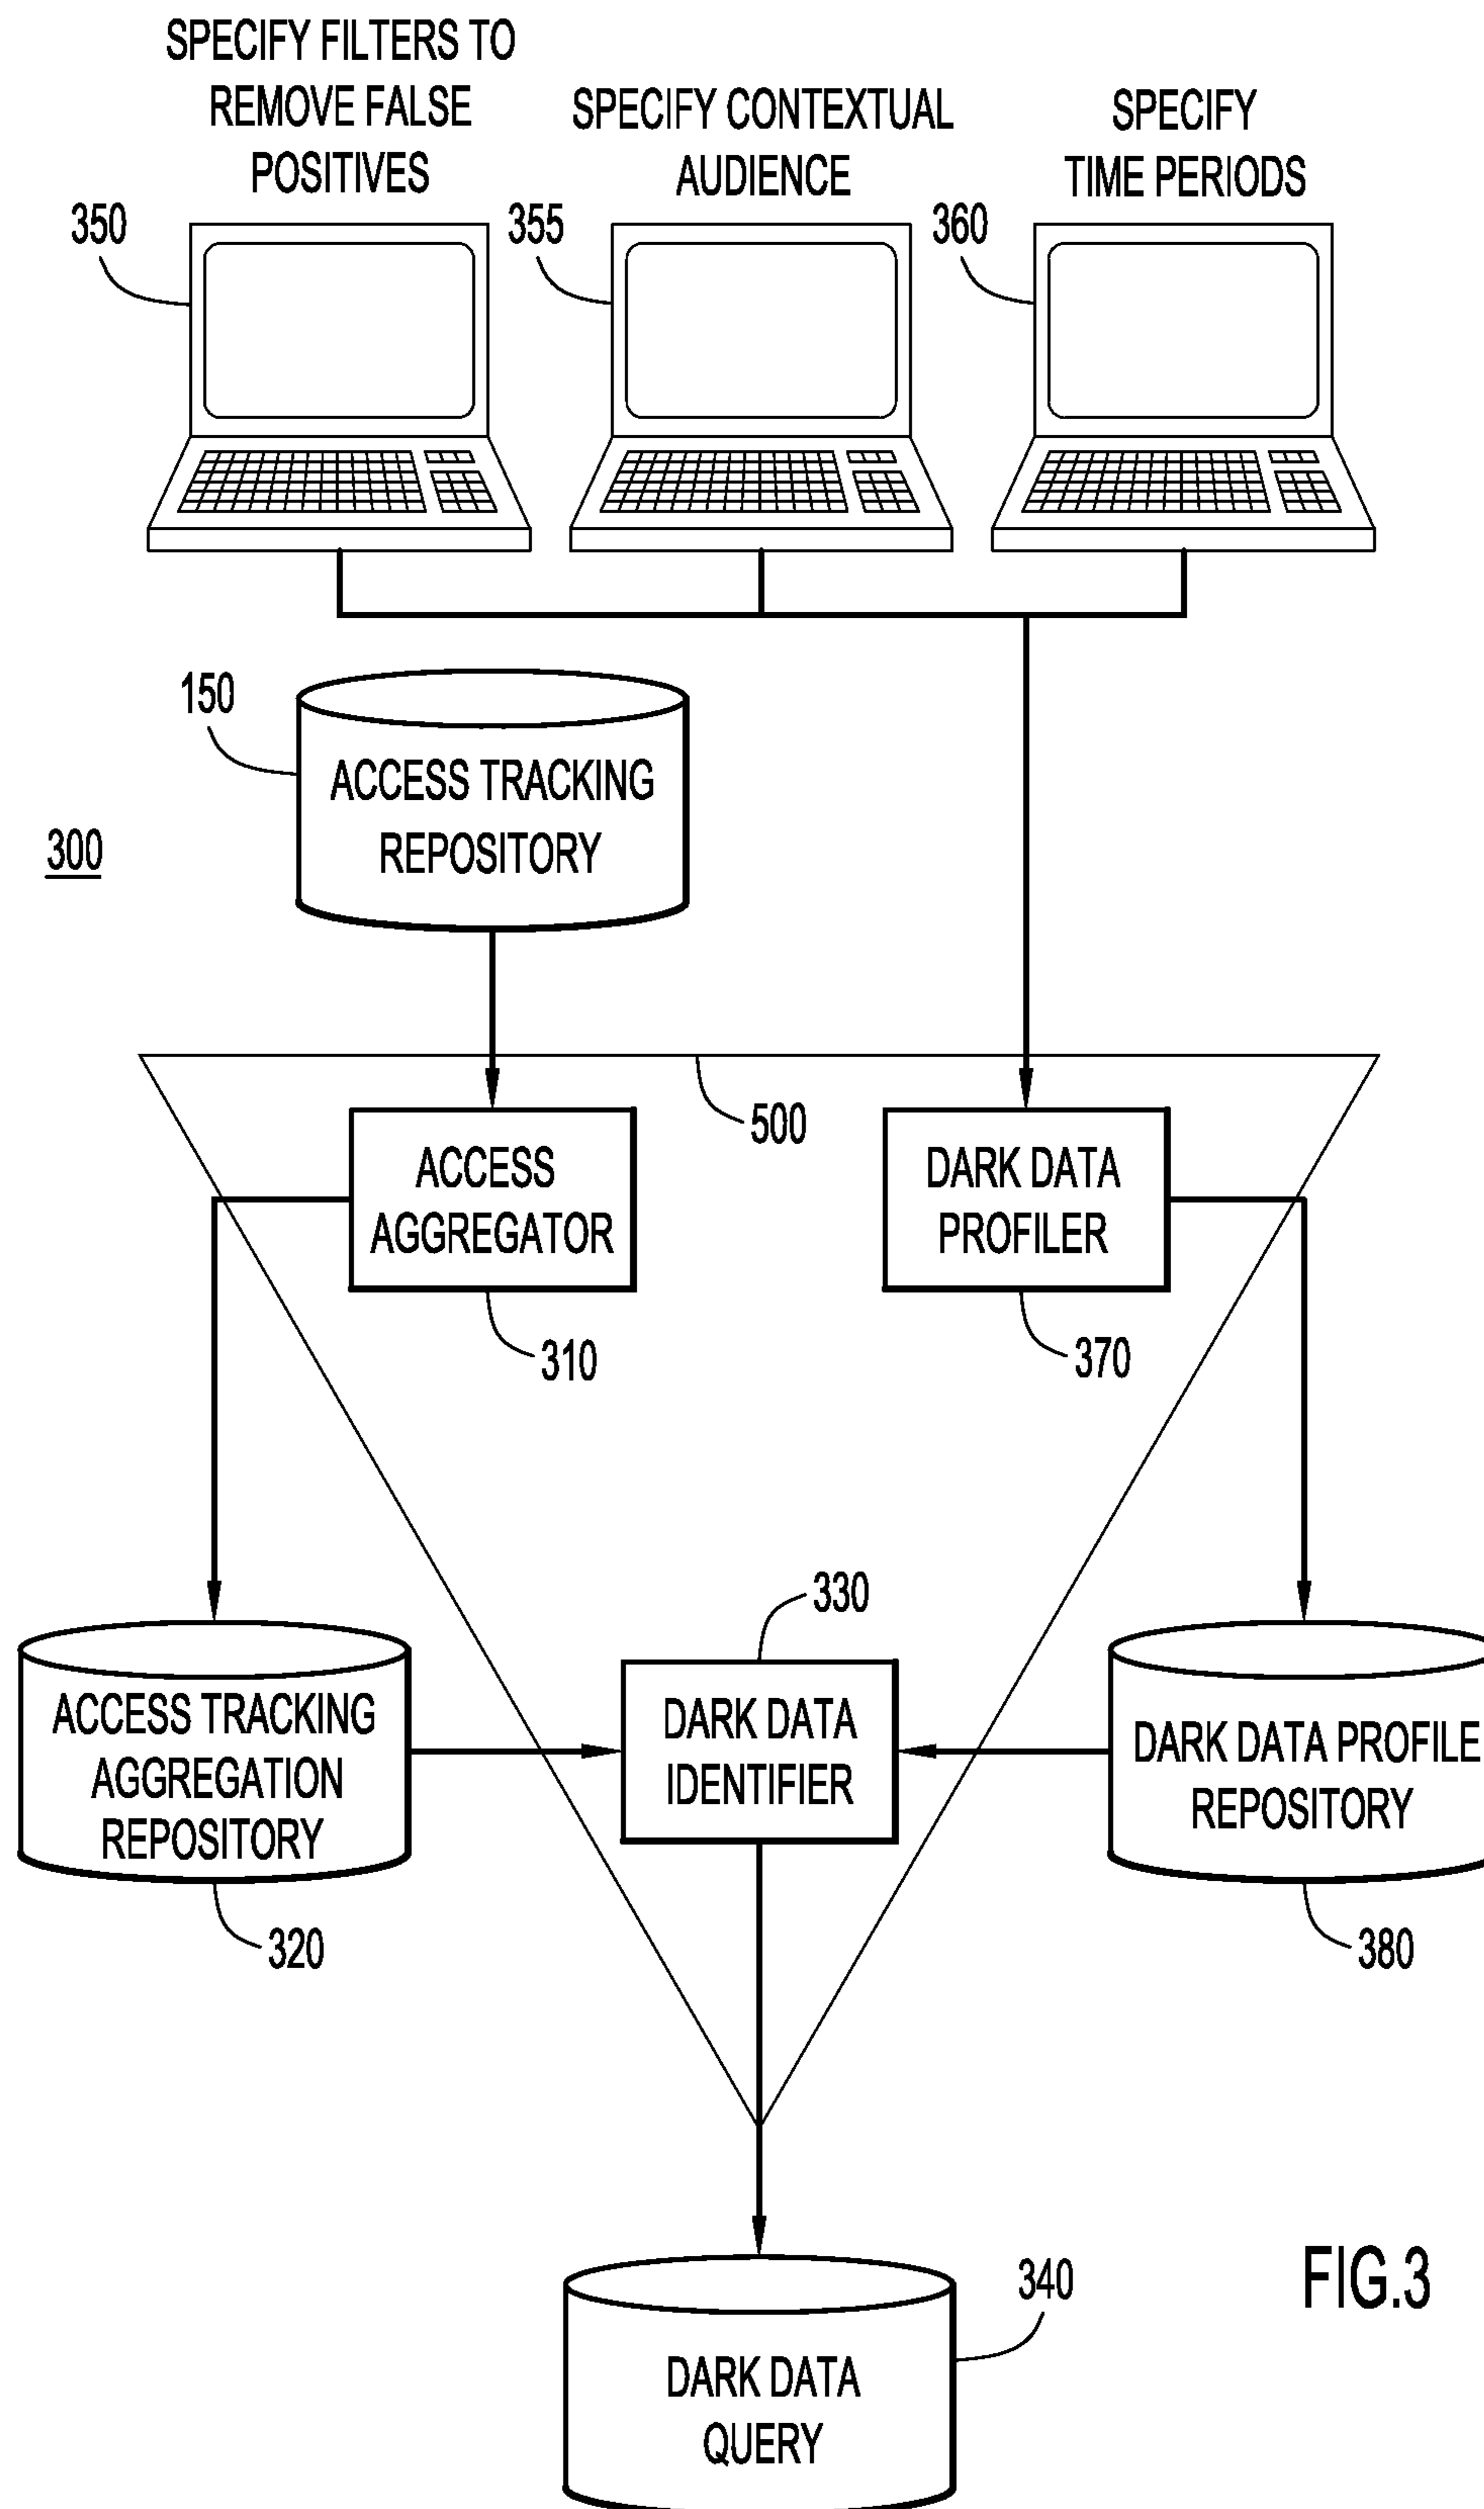 SPECIFY FILTERS TO
REMOVE FALSE
POSITIVES
SPECIFY CONTEXTUAL
AUDIENCE
SPECIFY
TIME PERIODS
350
355
360
150
ACCESS TRACKING
REPOSITORY
300
500
ACCESS
AGGREGATOR
DARK DATA
PROFILER
310
370
330
ACCESS TRACKING
AGGREGATION
REPOSITORY
DARK DATA
IDENTIFIER
DARK DATA PROFILE
REPOSITORY
320
380
340
FIG.3
DARK DATA
QUERY